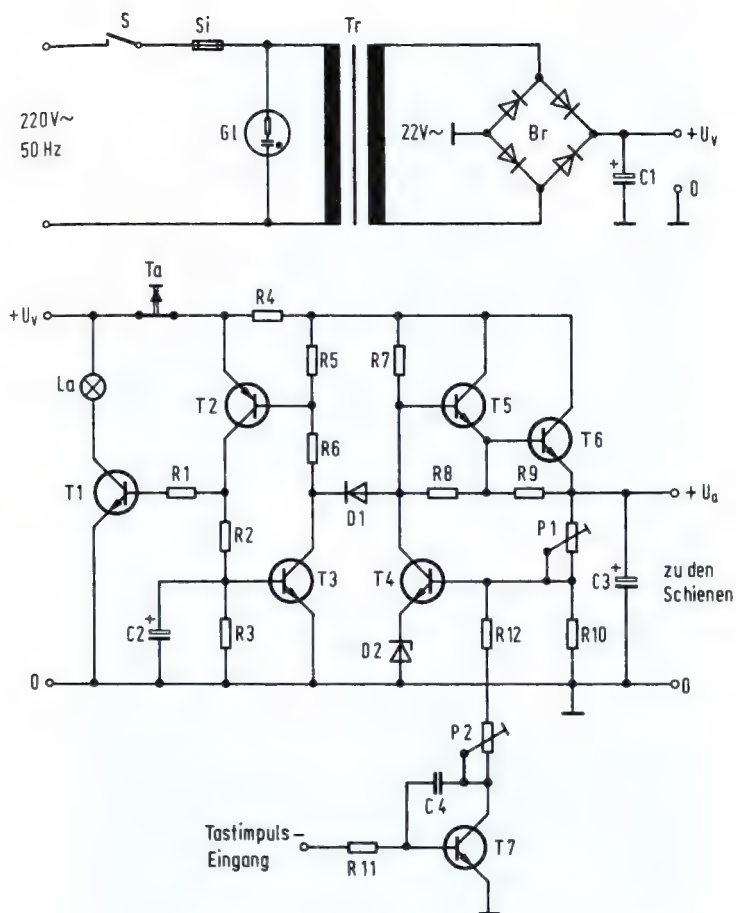 S
Si
Tr
220V~
50 Hz
Gl
22V~
Br
+Uv
C1
+
0
Ta
+Uv
R4
La
R5
R7
T2
T5
T6
R6
T1
R1
R8
R9
+Ua
D1
P1
R2
T3
T4
C3
+
zu den
Schienen
+
C2
R3
D2
R12
R10
0
0
P2
C4
Tastimpuls-
Eingang
R11
T7